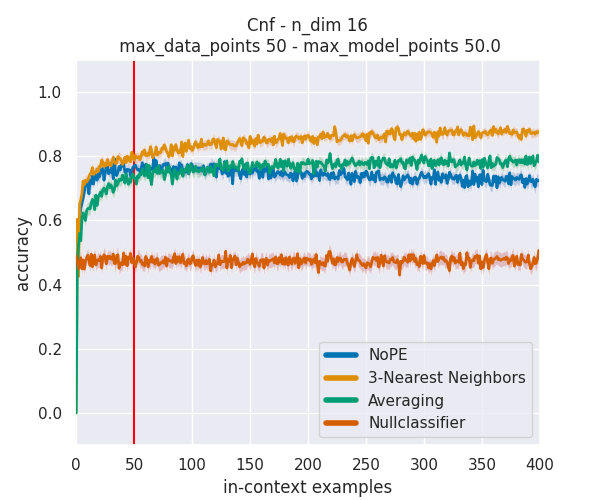 Cnf - n_dim 16
max_data_points 50 - max_model_points 50.0
accuracy
1.0
0.8
0.6
0.4
0.2
0.0
NoPE
3-Nearest Neighbors
Averaging
Nullclassifier
0 50 100 150 200 250 300 350 400
in-context examples